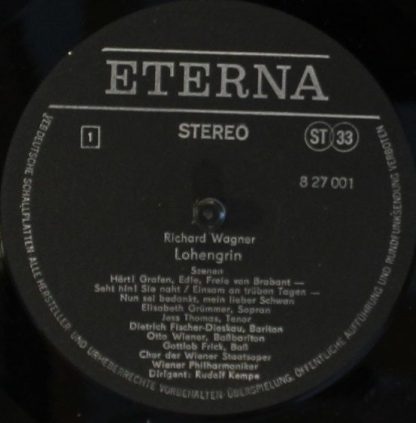 ETERNA
1
STEREO
ST 33
8 27 001
Richard Wagner
Lohengrin
Szenen
Hört! Grafen, Edle, Freie von Brabant —
Seht hin! Sie naht / Einsam an trüben Tagen —
Nun sei bedankt, mein lieber Schwan
Elisabeth Grümmer, Sopran
Jess Thomas, Tenor
Dietrich Fischer-Dieskau, Bariton
Otto Wiener, Baßbariton
Gottlob Frick, Baß
Chor der Wiener Staatsoper
Wiener Philharmoniker
Dirigent: Rudolf Kempe
VEB DEUTSCHE SCHALLPLATTEN · ALLE HERSTELLER- UND URHEBERRECHTE VORBEHALTEN · ÜBERSPIELUNG, ÖFFENTLICHE AUFFÜHRUNG UND RUNDFUNKSENDUNG VERBOTEN